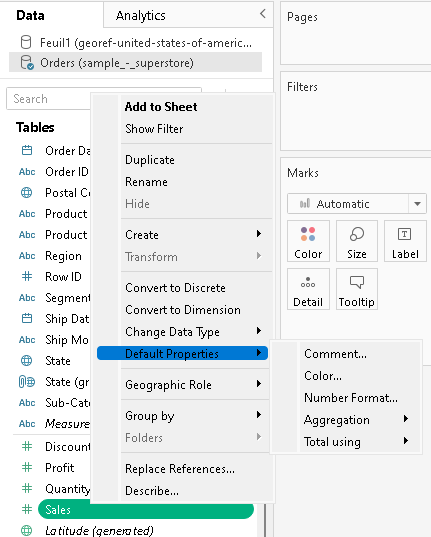 Data
Analytics
Feuil1 (georef-united-states-of-americ...
Orders (sample_-_superstore)
Search
Tables
Order Da
Abc Order ID
Postal Co
Abc Product
Abc Product
Abc Region
Row ID
Abc Segmen
Ship Dat
Abc Ship Mo
State
State (gr
Abc Sub-Cat
Abc Measure
Discount
Profit
Quantity
Sales
Latitude (generated)
Add to Sheet
Show Filter
Duplicate
Rename
Hide
Create
Transform
Convert to Discrete
Convert to Dimension
Change Data Type
Default Properties
Geographic Role
Group by
Folders
Replace References...
Describe...
Comment...
Color...
Number Format...
Aggregation
Total using
Pages
Filters
Marks
Automatic
Color
Size
Label
Detail
Tooltip